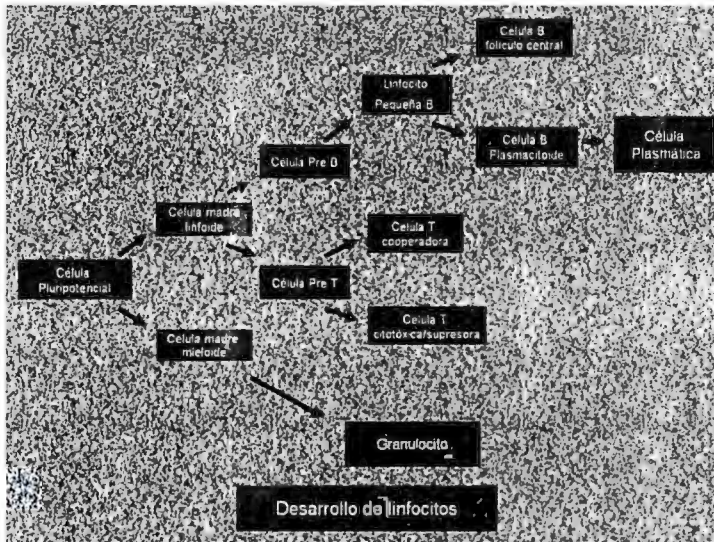 Célula B
folículo central
Linfocito
Pequeña B
Célula B
Plasmacitoide
Célula
Plasmática
Célula Pre B
Célula madre
linfoide
Célula T
cooperadora
Célula
Pluripotencial
Célula Pre T
Célula T
citotóxica/supresora
Célula madre
mieloide
Granulocito
Desarrollo de linfocitos